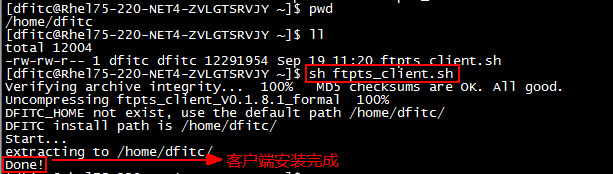 [dfitc@Rhel75-220-NET4-ZVLGTSRVJY ~]$ pwd
/home/dfitc
[dfitc@Rhel75-220-NET4-ZVLGTSRVJY ~]$ ll
total 12004
-rw-rw-r-- 1 dfitc dfitc 12291954 Sep 19 11:20 ftpts_client.sh
[dfitc@Rhel75-220-NET4-ZVLGTSRVJY ~]$ sh ftpts_client.sh
Verifying archive integrity...  100%   MD5 checksums are OK. All good.
Uncompressing ftpts_client_V0.1.8.1_formal  100%
DFITC_HOME not exist, use the default path /home/dfitc/
DFITC install path is /home/dfitc/
Start...
extracting to /home/dfitc/
Done! 客户端安装完成